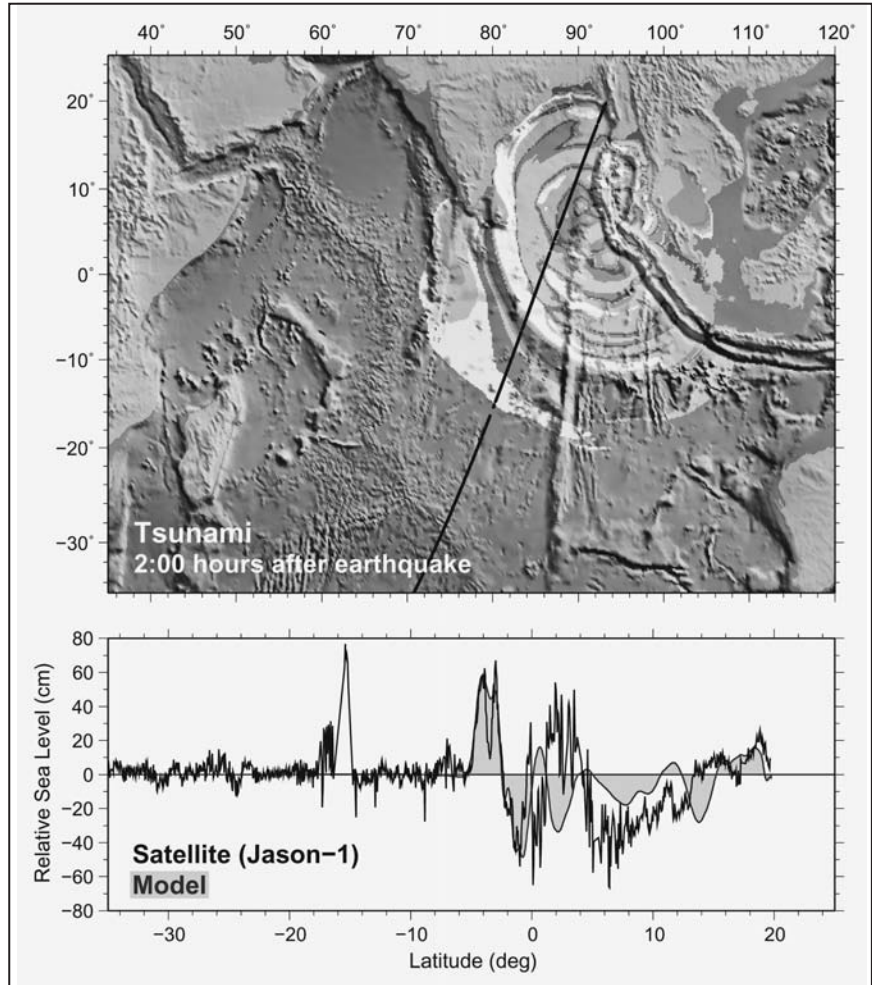 40° 50° 60° 70° 80° 90° 100° 110° 120°
20°
10°
0°
−10°
−20°
−30°
Tsunami
2:00 hours after earthquake
80
60
40
20
0
−20
−40
−60
−80
Relative Sea Level (cm)
Satellite (Jason−1)
Model
−30 −20 −10 0 10 20
Latitude (deg)